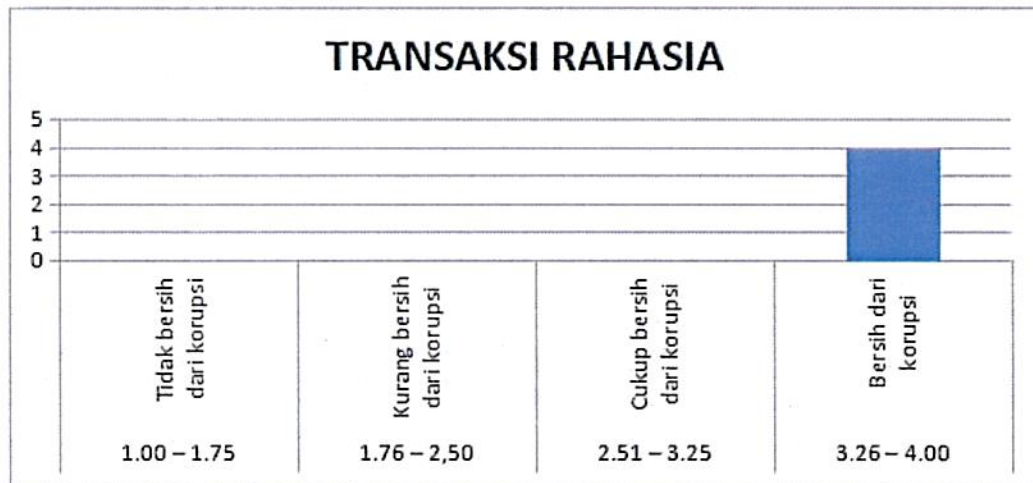 TRANSAKSI RAHASIA
5
4
3
2
1
0
Tidak bersih
dari korupsi
Kurang bersih
dari korupsi
Cukup bersih
dari korupsi
Bersih dari
korupsi
1.00 – 1.75
1.76 – 2,50
2.51 – 3.25
3.26 – 4.00